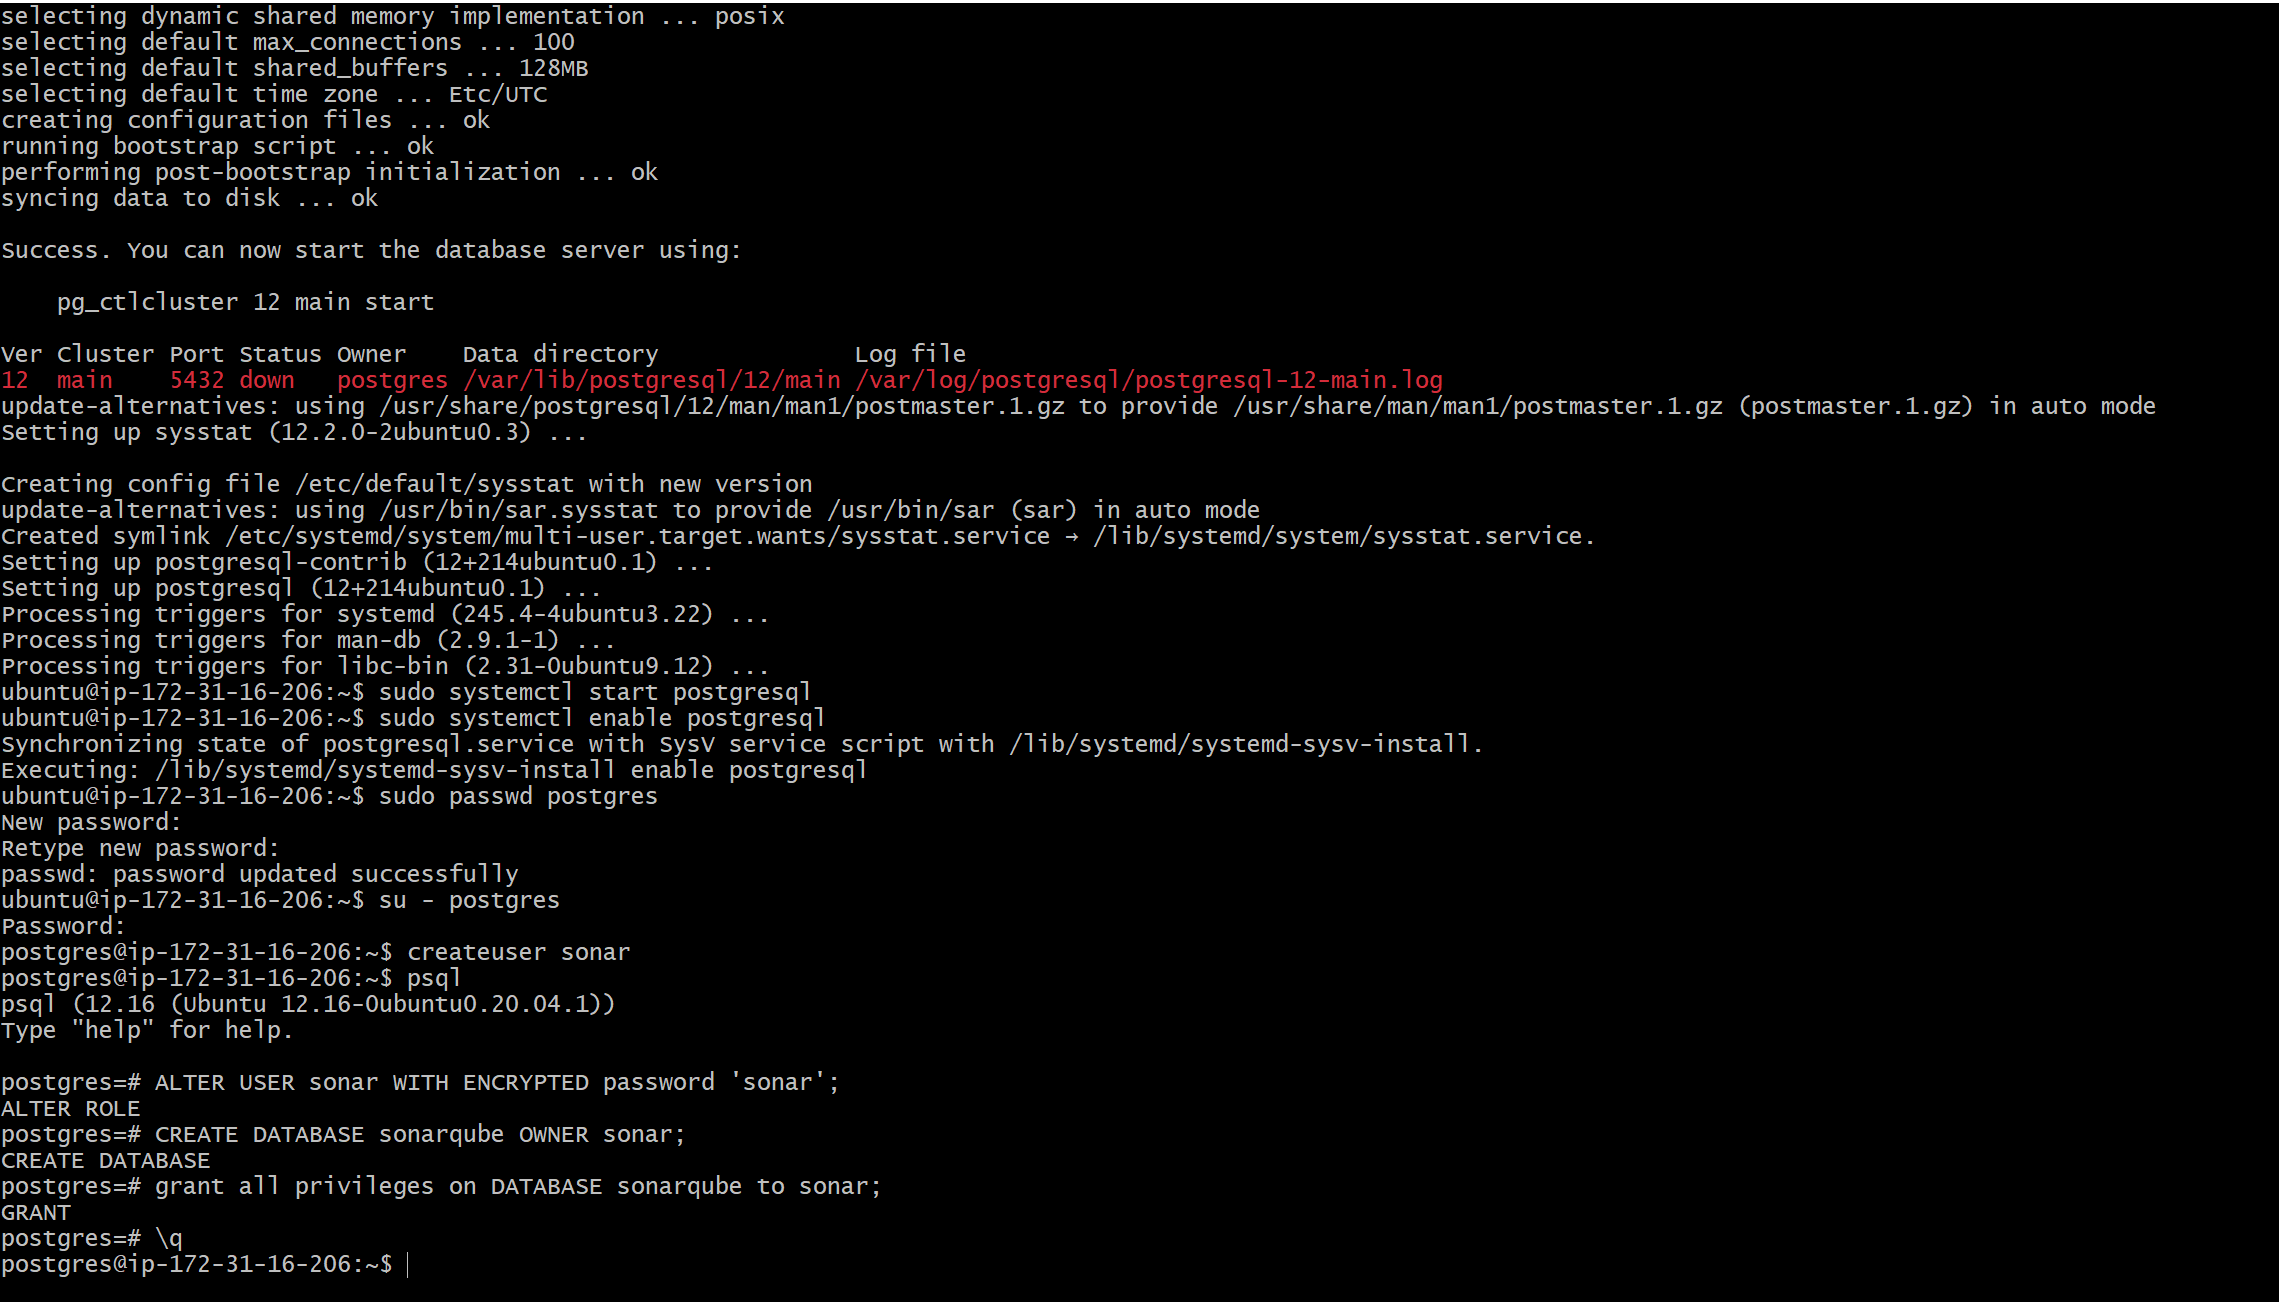 selecting dynamic shared memory implementation ... posix
selecting default max_connections ... 100
selecting default shared_buffers ... 128MB
selecting default time zone ... Etc/UTC
creating configuration files ... ok
running bootstrap script ... ok
performing post-bootstrap initialization ... ok
syncing data to disk ... ok

Success. You can now start the database server using:

    pg_ctlcluster 12 main start

Ver Cluster Port Status Owner    Data directory              Log file
12  main    5432 down   postgres /var/lib/postgresql/12/main /var/log/postgresql/postgresql-12-main.log
update-alternatives: using /usr/share/postgresql/12/man/man1/postmaster.1.gz to provide /usr/share/man/man1/postmaster.1.gz (postmaster.1.gz) in auto mode
Setting up sysstat (12.2.0-2ubuntu0.3) ...

Creating config file /etc/default/sysstat with new version
update-alternatives: using /usr/bin/sar.sysstat to provide /usr/bin/sar (sar) in auto mode
Created symlink /etc/systemd/system/multi-user.target.wants/sysstat.service → /lib/systemd/system/sysstat.service.
Setting up postgresql-contrib (12+214ubuntu0.1) ...
Setting up postgresql (12+214ubuntu0.1) ...
Processing triggers for systemd (245.4-4ubuntu3.22) ...
Processing triggers for man-db (2.9.1-1) ...
Processing triggers for libc-bin (2.31-0ubuntu9.12) ...
ubuntu@ip-172-31-16-206:~$ sudo systemctl start postgresql
ubuntu@ip-172-31-16-206:~$ sudo systemctl enable postgresql
Synchronizing state of postgresql.service with SysV service script with /lib/systemd/systemd-sysv-install.
Executing: /lib/systemd/systemd-sysv-install enable postgresql
ubuntu@ip-172-31-16-206:~$ sudo passwd postgres
New password:
Retype new password:
passwd: password updated successfully
ubuntu@ip-172-31-16-206:~$ su - postgres
Password:
postgres@ip-172-31-16-206:~$ createuser sonar
postgres@ip-172-31-16-206:~$ psql
psql (12.16 (Ubuntu 12.16-0ubuntu0.20.04.1))
Type "help" for help.

postgres=# ALTER USER sonar WITH ENCRYPTED password 'sonar';
ALTER ROLE
postgres=# CREATE DATABASE sonarqube OWNER sonar;
CREATE DATABASE
postgres=# grant all privileges on DATABASE sonarqube to sonar;
GRANT
postgres=# \q
postgres@ip-172-31-16-206:~$